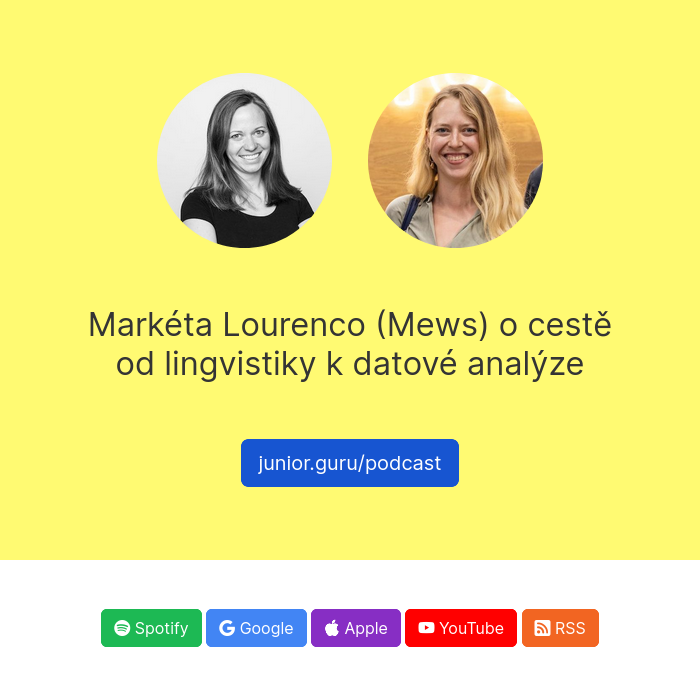 Markéta Lourenco (Mews) o cestě
od lingvistiky k datové analýze
junior.guru/podcast
Spotify Google Apple YouTube RSS